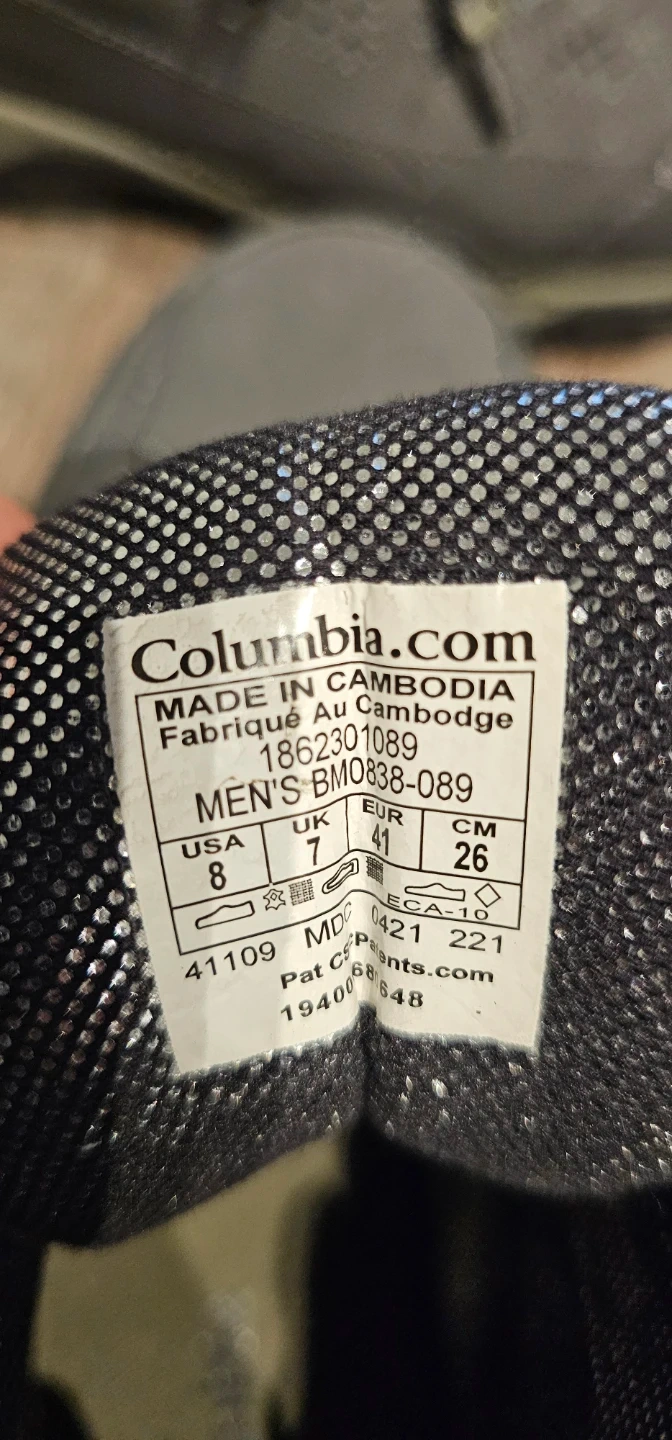 Columbia.com
MADE IN CAMBODIA
Fabriqué Au Cambodge
1862301089
MEN'S BM0838-089
USA UK EUR CM
8 7 41 26
ECA-10
41109 MDC 0421 221
Pat